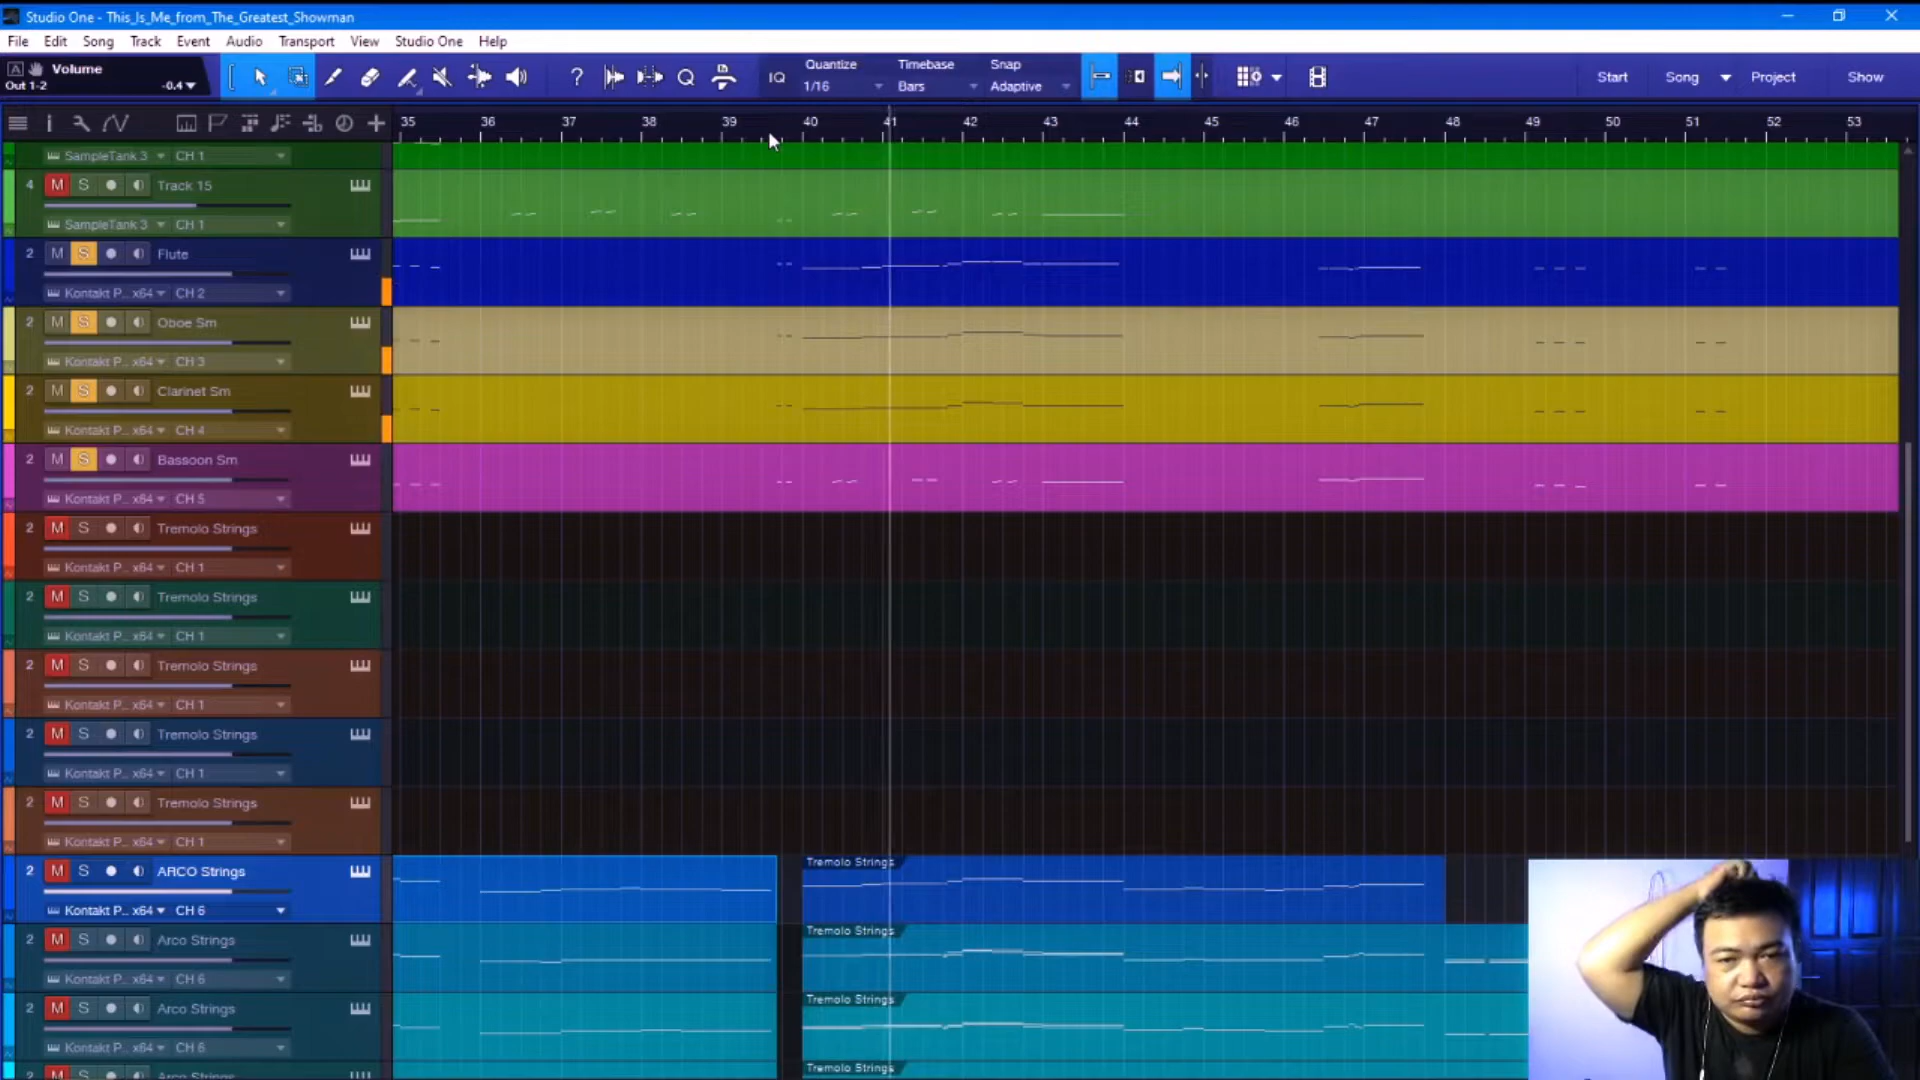 Studio One - This_Is_Me_from_The_Greatest_Showman
File Edit Song Track Event Audio Transport View Studio One Help
Volume
Out 1-2 -0.4
Quantize Timebase Snap
IQ 1/16 Bars Adaptive
Start Song Project Show
35 36 37 38 39 40 41 42 43 44 45 46 47 48 49 50 51 52 53
SampleTank 3 CH 1
4 M S Track 15
SampleTank 3 CH 1
2 M S Flute
Kontakt P.. x64 CH 2
2 M S Oboe Sm
Kontakt P.. x64 CH 3
2 M S Clarinet Sm
Kontakt P.. x64 CH 4
2 M S Bassoon Sm
Kontakt P.. x64 CH 5
2 M S Tremolo Strings
Kontakt P.. x64 CH 1
2 M S Tremolo Strings
Kontakt P.. x64 CH 1
2 M S Tremolo Strings
Kontakt P.. x64 CH 1
2 M S Tremolo Strings
Kontakt P.. x64 CH 1
2 M S Tremolo Strings
Kontakt P.. x64 CH 1
Tremolo Strings
2 M S ARCO Strings
Kontakt P.. x64 CH 6
Tremolo Strings
2 M S Arco Strings
Kontakt P.. x64 CH 6
Tremolo Strings
2 M S Arco Strings
Kontakt P.. x64 CH 6
Tremolo Strings
2 M S Arco Strings